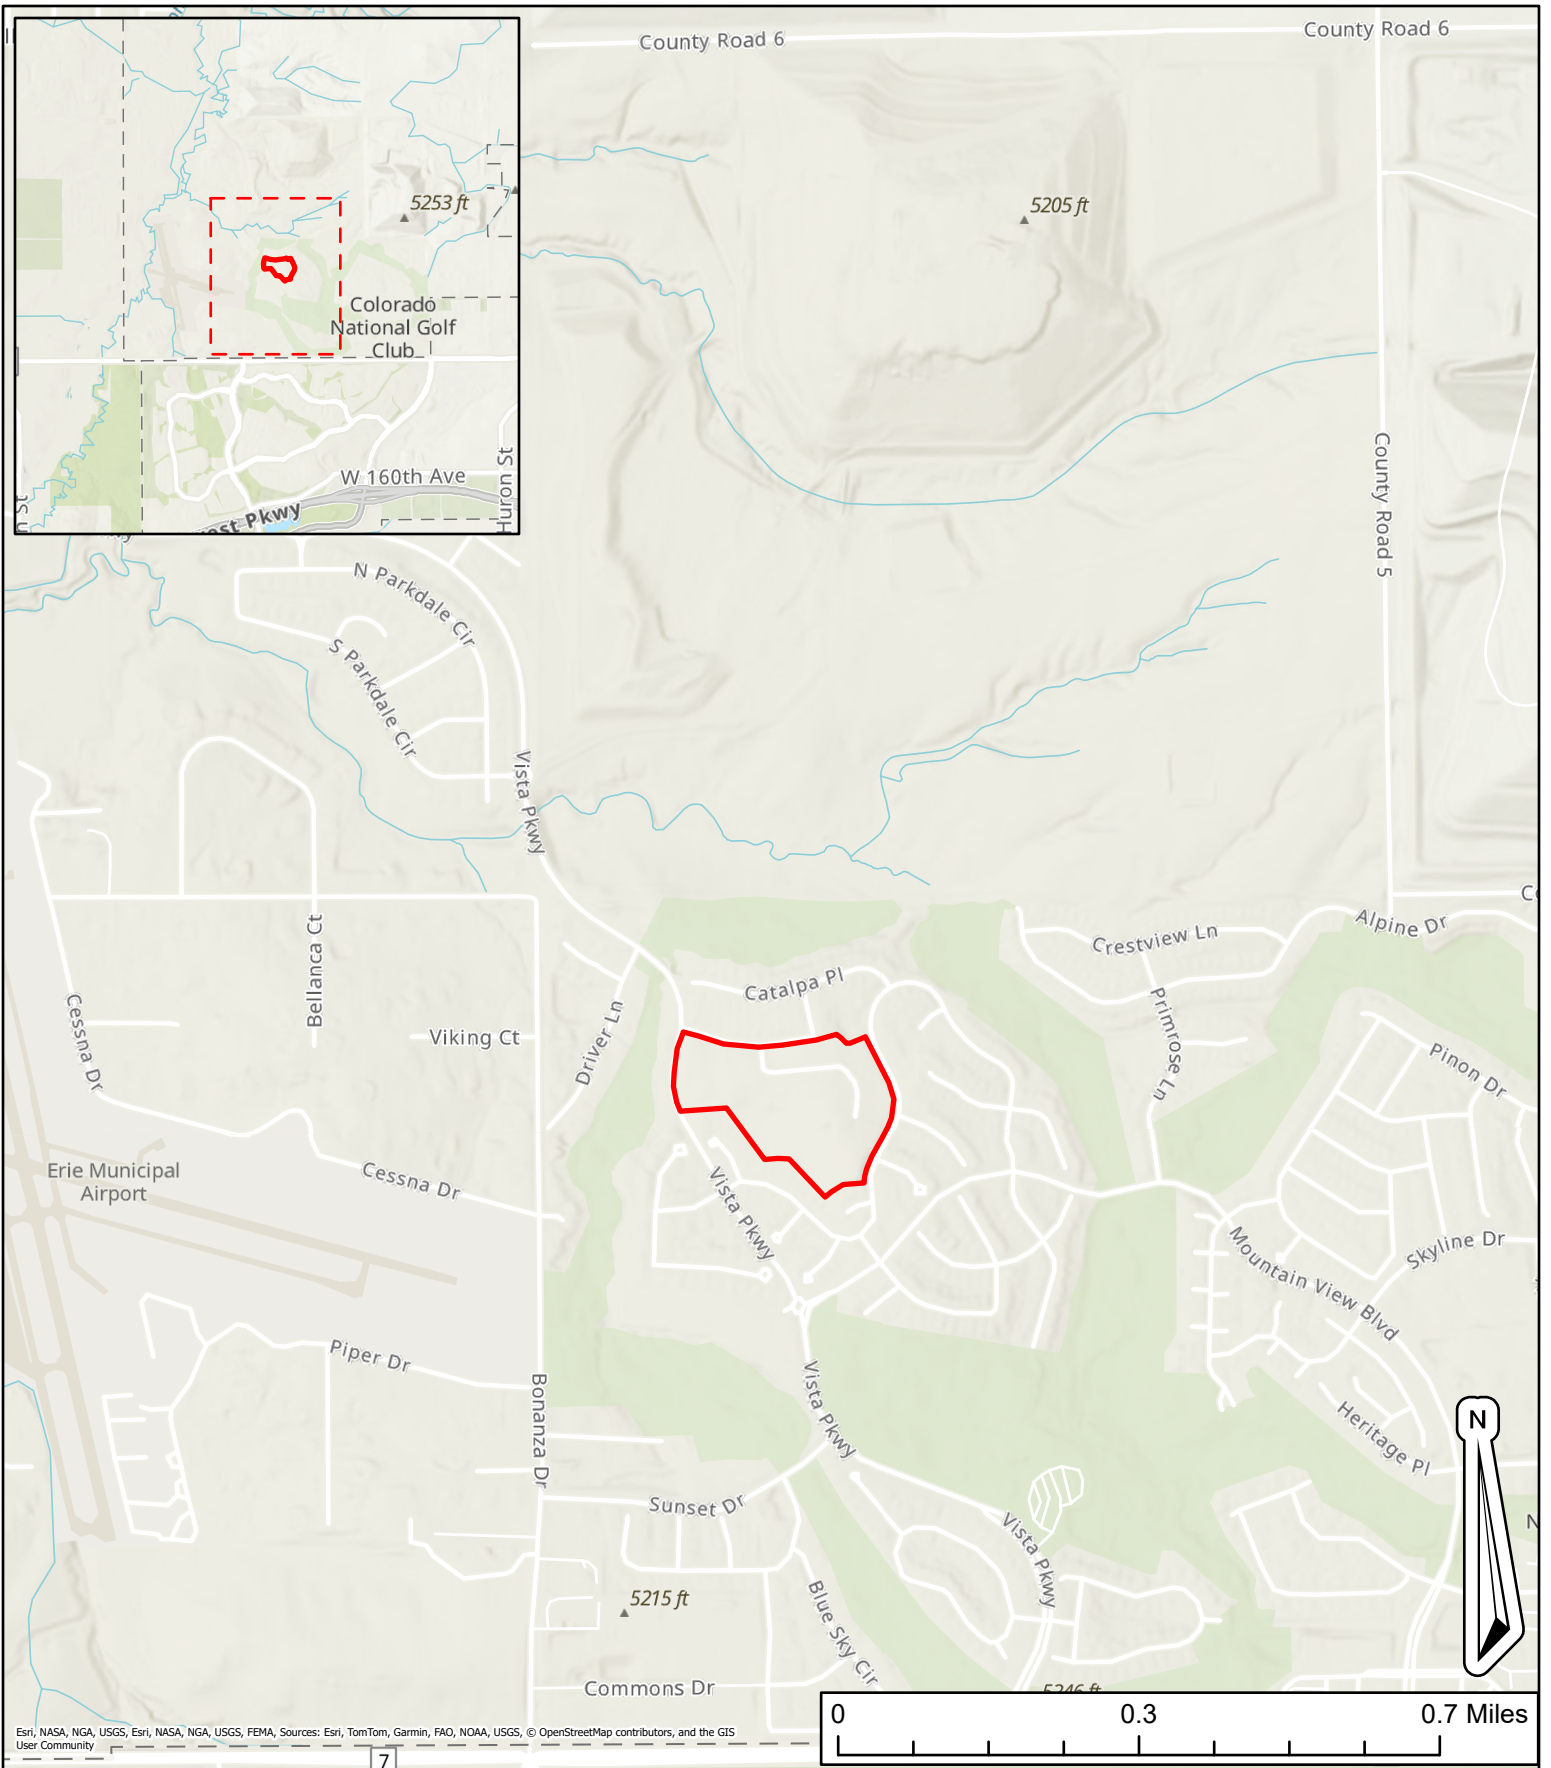 County Road 6
County Road 6
5253 ft
7
Colorado
National Golf
Club
W 160th Ave
Huron St
est Pkwy
5205 ft
County Road 5
N Parkdale Cir
S Parkdale Cir
Vista Pkwy
Bellanca Ct
Viking Ct
Cessna Dr
Driver Ln
Catalpa Pl
Crestview Ln
Alpine Dr
Primrose Ln
Pinon Dr
Erie Municipal
Airport
Cessna Dr
Vista Pkwy
Skyline Dr
Mountain View Blvd
Piper Dr
Vista Pkwy
Bonanza Dr
Heritage Pl
N
Sunset Dr
Vista Pkwy
N
5215 ft
Blue Sky Cir
Commons Dr
5246 ft
0 0.3 0.7 Miles
Esri, NASA, NGA, USGS, Esri, NASA, NGA, USGS, FEMA, Sources: Esri, TomTom, Garmin, FAO, NOAA, USGS, © OpenStreetMap contributors, and the GIS
User Community
7